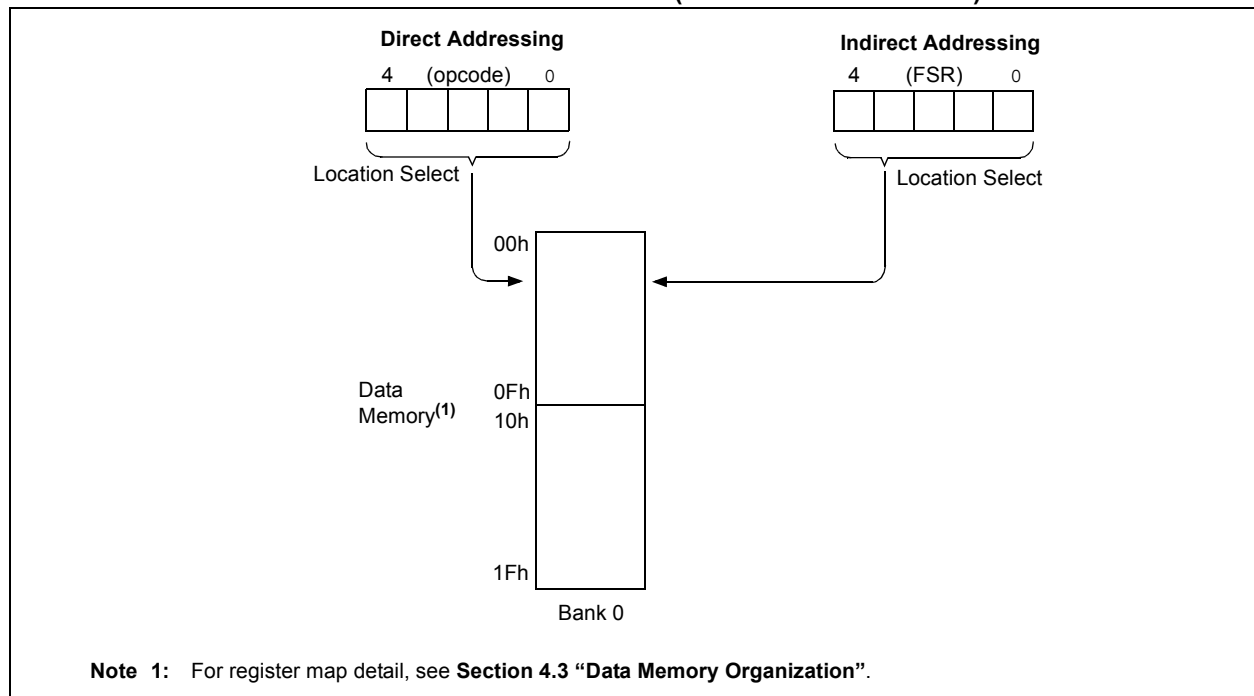 Direct Addressing
Indirect Addressing
4 (opcode) 0
4 (FSR) 0
Location Select
Location Select
00h
0Fh
Data
Memory(1)
10h
1Fh
Bank 0
Note 1: For register map detail, see Section 4.3 “Data Memory Organization”.